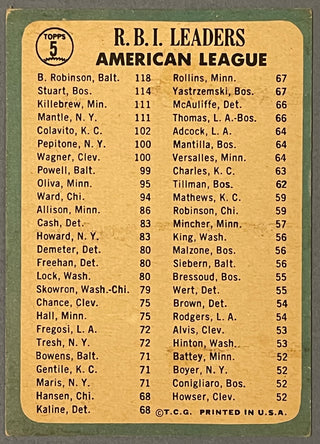 TOPPS
5
R.B.I. LEADERS
AMERICAN LEAGUE
B. Robinson, Balt. 118
Stuart, Bos. 114
Killebrew, Min. 111
Mantle, N. Y. 111
Colavito, K. C. 102
Pepitone, N. Y. 100
Wagner, Clev. 100
Powell, Balt. 99
Oliva, Minn. 95
Ward, Chi. 94
Allison, Minn. 86
Cash, Det. 83
Howard, N. Y. 83
Demeter, Det. 80
Freehan, Det. 80
Lock, Wash. 80
Skowron, Wash.-Chi. 79
Chance, Clev. 75
Hall, Minn. 75
Fregosi, L. A. 72
Tresh, N. Y. 72
Bowens, Balt. 71
Gentile, K. C. 71
Maris, N. Y. 71
Hansen, Chi. 68
Kaline, Det. 68
Rollins, Minn. 67
Yastrzemski, Bos. 67
McAuliffe, Det. 66
Thomas, L. A.-Bos. 66
Adcock, L. A. 64
Mantilla, Bos. 64
Versalles, Minn. 64
Charles, K. C. 63
Tillman, Bos. 62
Mathews, K. C. 59
Robinson, Chi. 59
Mincher, Minn. 57
King, Wash. 56
Malzone, Bos. 56
Siebern, Balt. 56
Bressoud, Bos. 55
Wert, Det. 55
Brown, Det. 54
Rodgers, L. A. 54
Alvis, Clev. 53
Hinton, Wash. 53
Battey, Minn. 52
Boyer, N. Y. 52
Conigliaro, Bos. 52
Howser, Clev. 52
© T.C.G. PRINTED IN U.S.A.